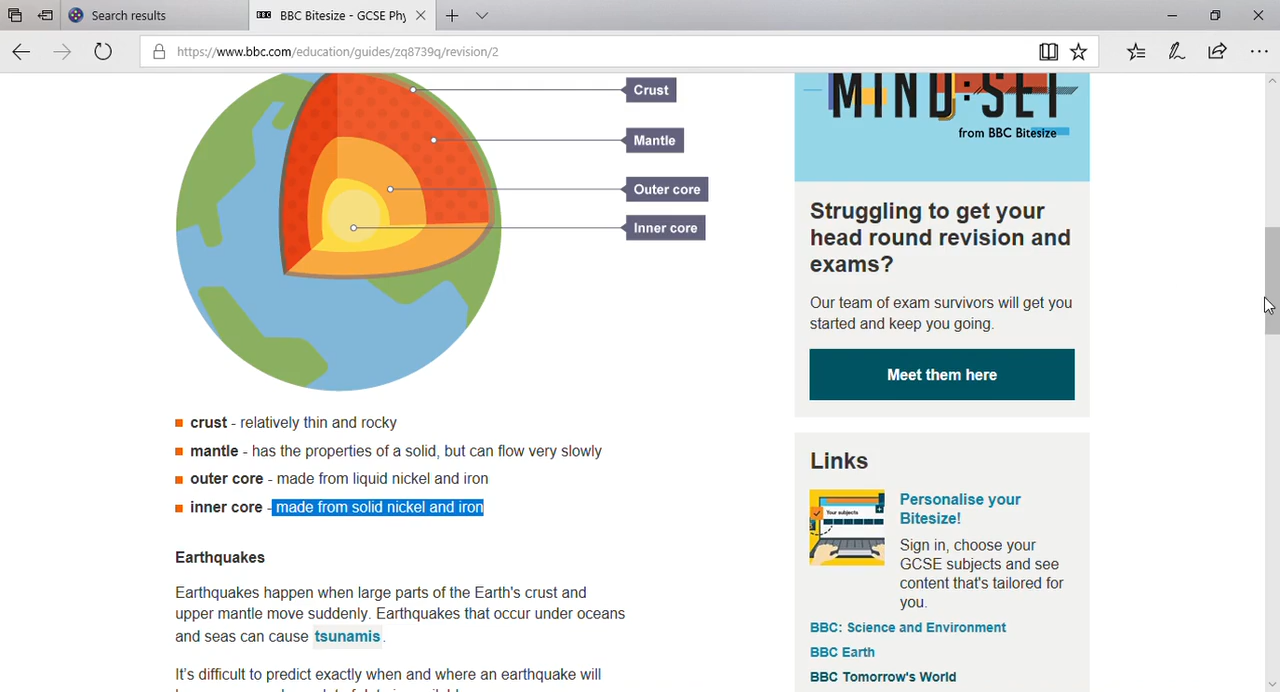 Search results
BBC BBC Bitesize - GCSE Phy
https://www.bbc.com/education/guides/zq8739q/revision/2
Crust
Mantle
Outer core
Inner core
crust - relatively thin and rocky
mantle - has the properties of a solid, but can flow very slowly
outer core - made from liquid nickel and iron
inner core - made from solid nickel and iron
Earthquakes
Earthquakes happen when large parts of the Earth's crust and
upper mantle move suddenly. Earthquakes that occur under oceans
and seas can cause tsunamis.
It's difficult to predict exactly when and where an earthquake will
MIND:SET
from BBC Bitesize
Struggling to get your
head round revision and
exams?
Our team of exam survivors will get you
started and keep you going.
Meet them here
Links
Your subjects
Personalise your
Bitesize!
Sign in, choose your
GCSE subjects and see
content that's tailored for
you.
BBC: Science and Environment
BBC Earth
BBC Tomorrow's World